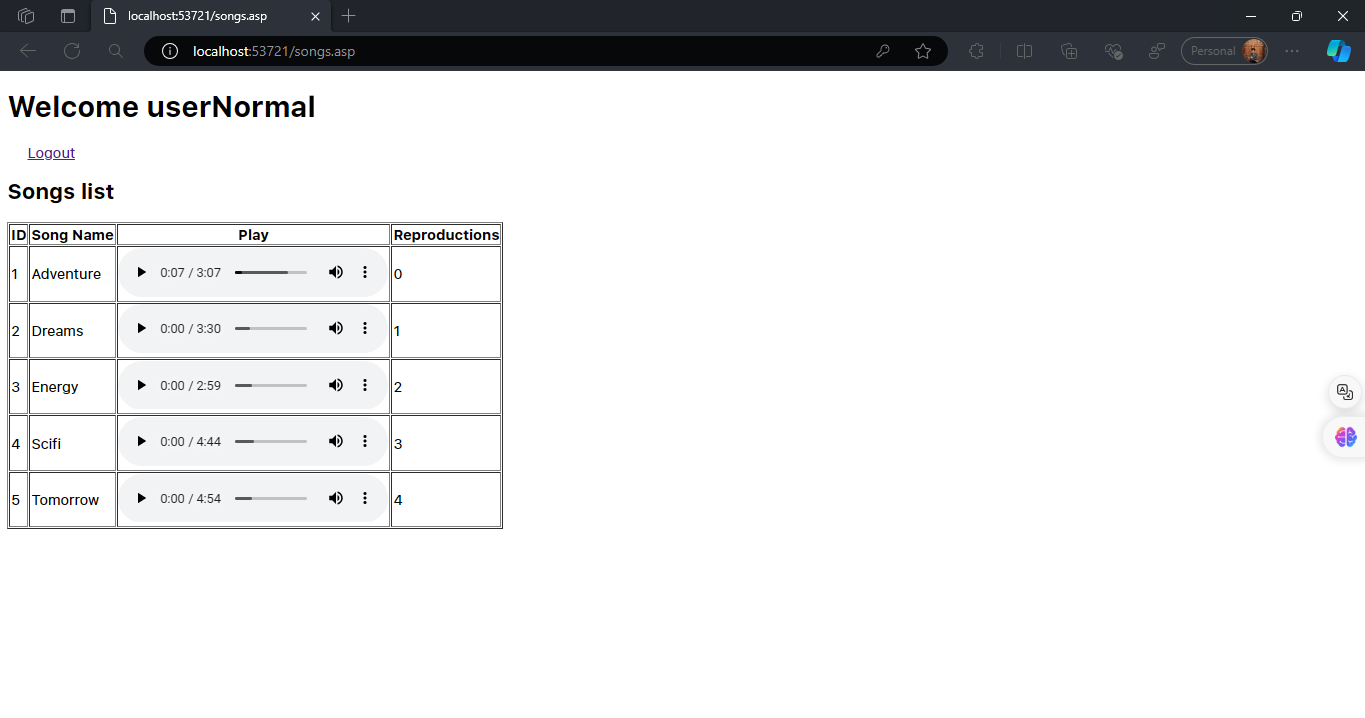 localhost:53721/songs.asp
localhost:53721/songs.asp
Personal
Welcome userNormal
Logout
Songs list
ID Song Name Play Reproductions
1 Adventure 0:07 / 3:07 0
2 Dreams 0:00 / 3:30 1
3 Energy 0:00 / 2:59 2
4 Scifi 0:00 / 4:44 3
5 Tomorrow 0:00 / 4:54 4